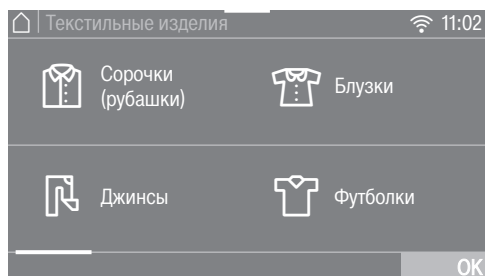 Текстильные изделия 11:02
Сорочки
(рубашки)
Блузки
Джинсы
Футболки
OK